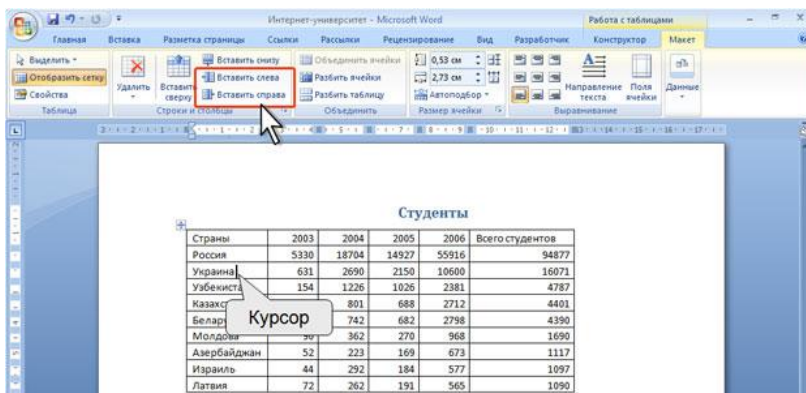 Интернет-университет - Microsoft Word Работа с таблицами
Главная Вставка Разметка страницы Ссылки Рассылки Рецензирование Вид Разработчик Конструктор Макет
Выделить Вставить снизу Объединить ячейки 0,53 см
Отобразить сетку Удалить Вставить сверху Вставить слева Разбить ячейки 2,73 см Направление текста Поля ячейки Данные
Свойства Вставить справа Разбить таблицу Автоподбор
Таблица Строки и столбцы Объединить Размер ячейки Выравнивание
Студенты
Страны 2003 2004 2005 2006 Всего студентов
Россия 5330 18704 14927 55916 94877
Украина 631 2690 2150 10600 16071
Узбекиста 154 1226 1026 2381 4787
Казахс 801 688 2712 4401
Белару 742 682 2798 4390
Курсор
Молдова 90 362 270 968 1690
Азербайджан 52 223 169 673 1117
Израиль 44 292 184 577 1097
Латвия 72 262 191 565 1090